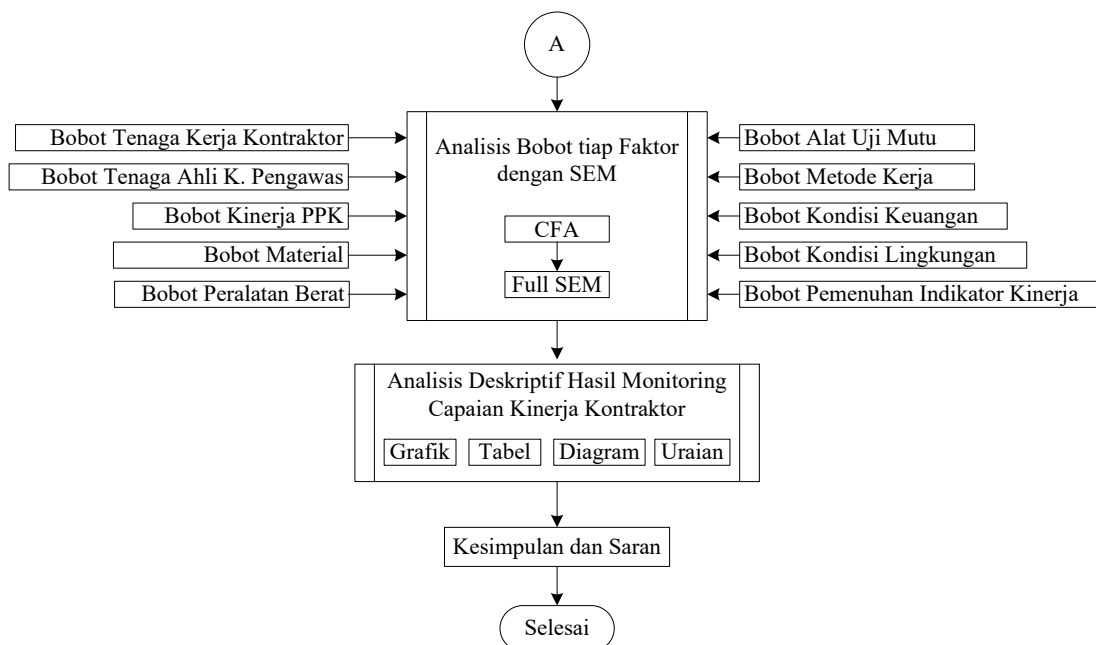 A
Bobot Tenaga Kerja Kontraktor
Bobot Tenaga Ahli K. Pengawas
Bobot Kinerja PPK
Bobot Material
Bobot Peralatan Berat
Analisis Bobot tiap Faktor
dengan SEM
CFA
Full SEM
Bobot Alat Uji Mutu
Bobot Metode Kerja
Bobot Kondisi Keuangan
Bobot Kondisi Lingkungan
Bobot Pemenuhan Indikator Kinerja
Analisis Deskriptif Hasil Monitoring
Capaian Kinerja Kontraktor
Grafik Tabel Diagram Uraian
Kesimpulan dan Saran
Selesai